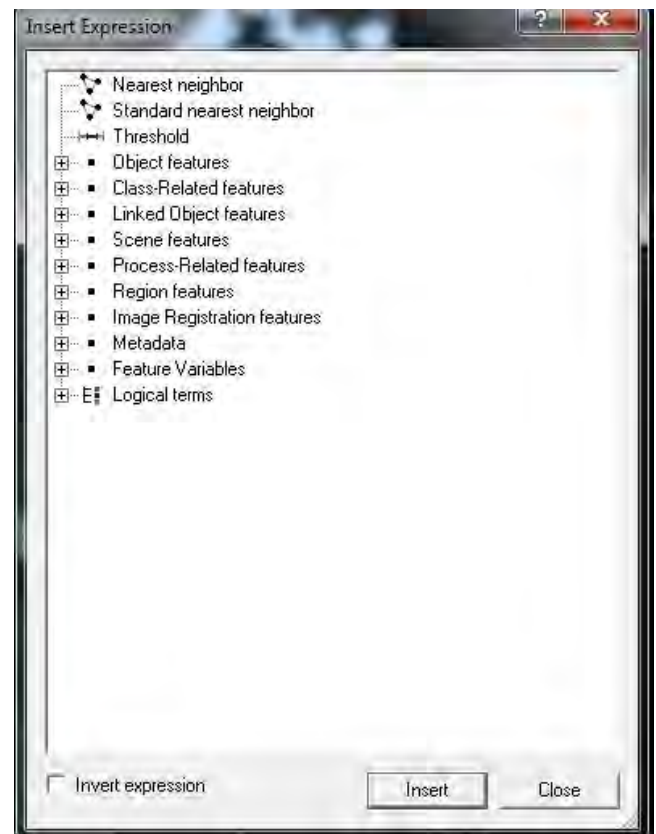 Insert Expression
Nearest neighbor
Standard nearest neighbor
Threshold
Object features
Class-Related features
Linked Object features
Scene features
Process-Related features
Region features
Image Registration features
Metadata
Feature Variables
Logical terms
Invert expression
Insert
Close